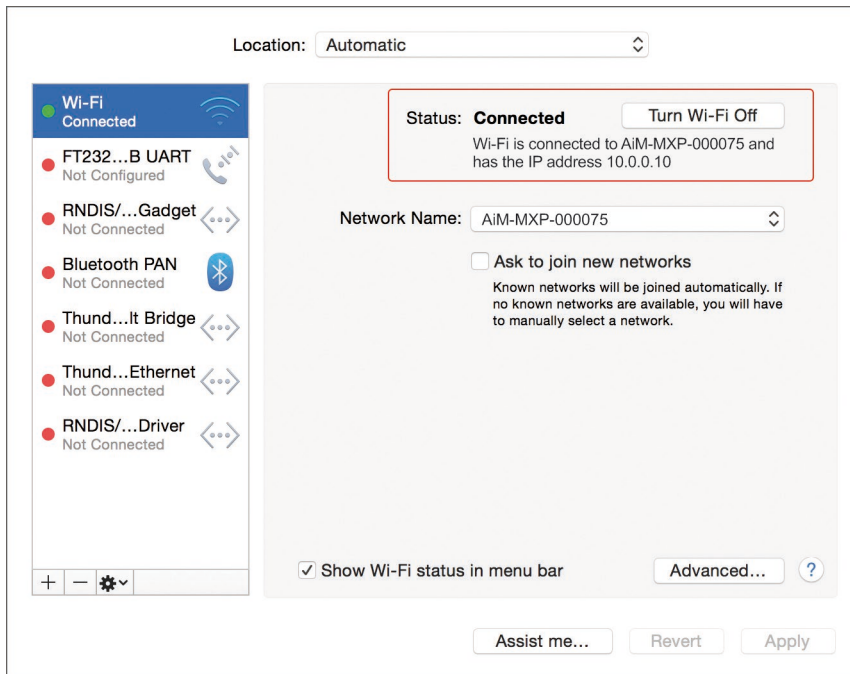 Location: Automatic
Wi-Fi
Connected
FT232...B UART
Not Configured
RNDIS/...Gadget
Not Connected
Bluetooth PAN
Not Connected
Thund...lt Bridge
Not Connected
Thund...Ethernet
Not Connected
RNDIS/...Driver
Not Connected
Status: Connected Turn Wi-Fi Off
Wi-Fi is connected to AiM-MXP-000075 and
has the IP address 10.0.0.10
Network Name: AiM-MXP-000075
Ask to join new networks
Known networks will be joined automatically. If
no known networks are available, you will have
to manually select a network.
Show Wi-Fi status in menu bar Advanced... ?
Assist me... Revert Apply